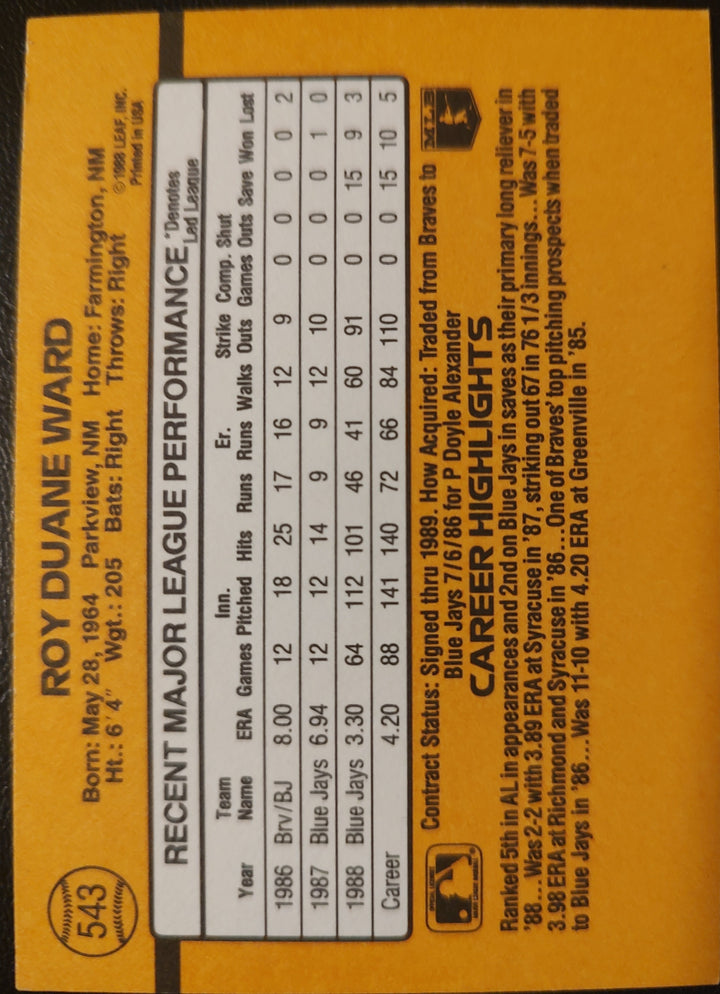 543
ROY DUANE WARD
Born: May 28, 1964 Parkview, NM Home: Farmington, NM
Ht.: 6'4" Wgt.: 205 Bats: Right Throws: Right
© 1988 LEAF, INC.
Printed in USA
RECENT MAJOR LEAGUE PERFORMANCE *Denotes
Led League
Team Inn. Er. Strike Comp. Shut
Year Name ERA Games Pitched Hits Runs Runs Walks Outs Games Outs Save Won Lost
1986 Brv/BJ 8.00 12 18 25 17 16 12 9 0 0 0 0 2
1987 Blue Jays 6.94 12 12 14 9 9 12 10 0 0 0 1 0
1988 Blue Jays 3.30 64 112 101 46 41 60 91 0 0 15 9 3
Career 4.20 88 141 140 72 66 84 110 0 0 15 10 5
Contract Status: Signed thru 1989. How Acquired: Traded from Braves to
Blue Jays 7/6/86 for P Doyle Alexander
MLB
CAREER HIGHLIGHTS
Ranked 5th in AL in appearances and 2nd on Blue Jays in saves as their primary long reliever in
'88...Was 2-2 with 3.89 ERA at Syracuse in '87, striking out 67 in 76 1/3 innings...Was 7-5 with
3.98 ERA at Richmond and Syracuse in '86...One of Braves' top pitching prospects when traded
to Blue Jays in '86...Was 11-10 with 4.20 ERA at Greenville in '85.